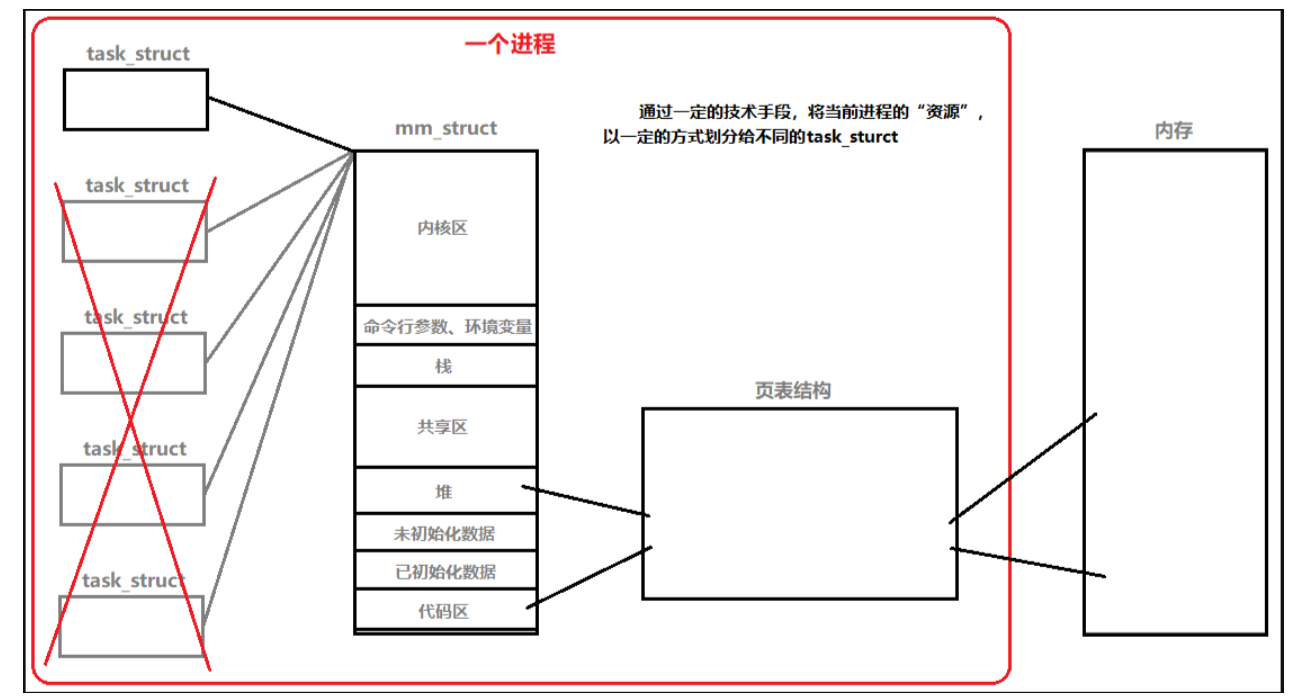 一个进程
task_struct
通过一定的技术手段，将当前进程的“资源”，
以一定的方式划分给不同的task_sturct
mm_struct
内存
task_struct
内核区
task_struct
命令行参数、环境变量
栈
页表结构
共享区
task_struct
堆
未初始化数据
已初始化数据
task_struct
代码区